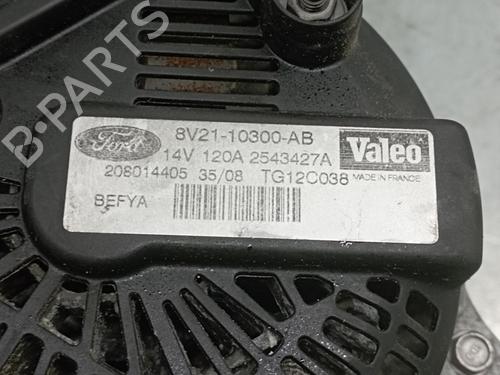 B-PARTS
Ford
8V21-10300-AB
14V 120A 2543427A
Valeo
208014405 35/08 TG12C038
MADE IN FRANCE
BEFYA